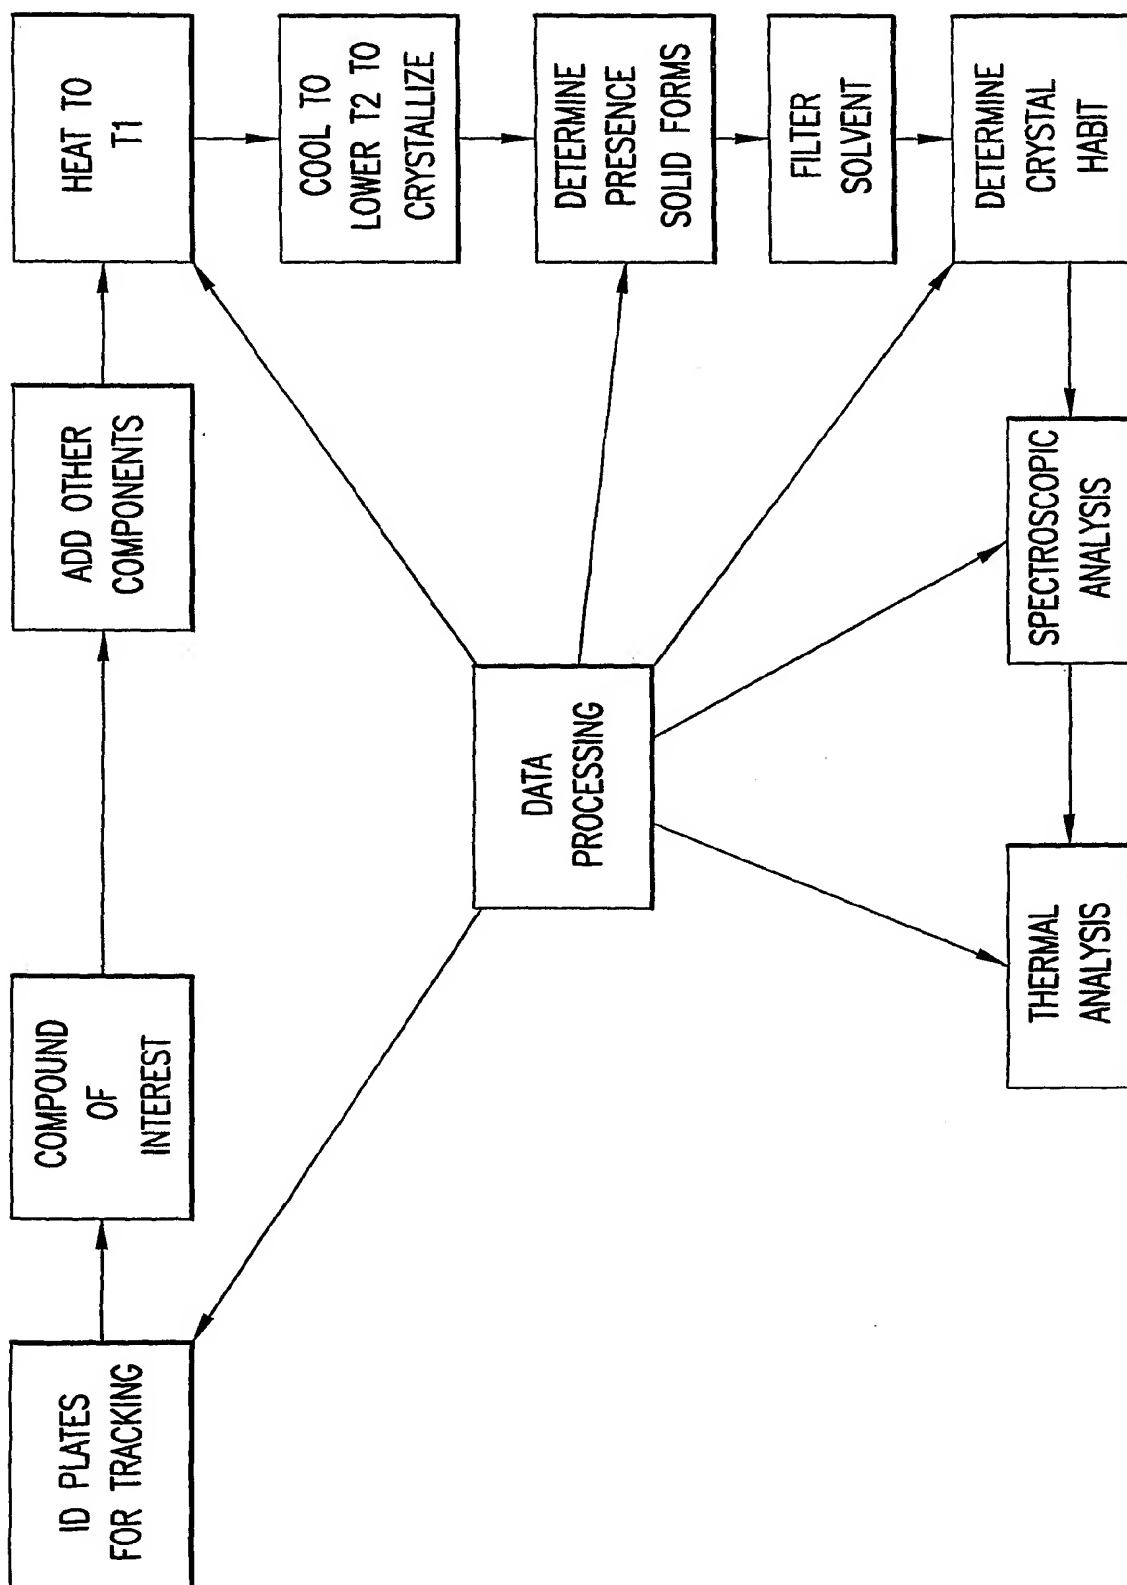 ID PLATES
FOR TRACKING
COMPOUND
OF
INTEREST
ADD OTHER
COMPONENTS
HEAT TO
T1
COOL TO
LOWER T2 TO
CRYSTALLIZE
DETERMINE
PRESENCE
SOLID FORMS
FILTER
SOLVENT
DETERMINE
CRYSTAL
HABIT
SPECTROSCOPIC
ANALYSIS
THERMAL
ANALYSIS
DATA
PROCESSING